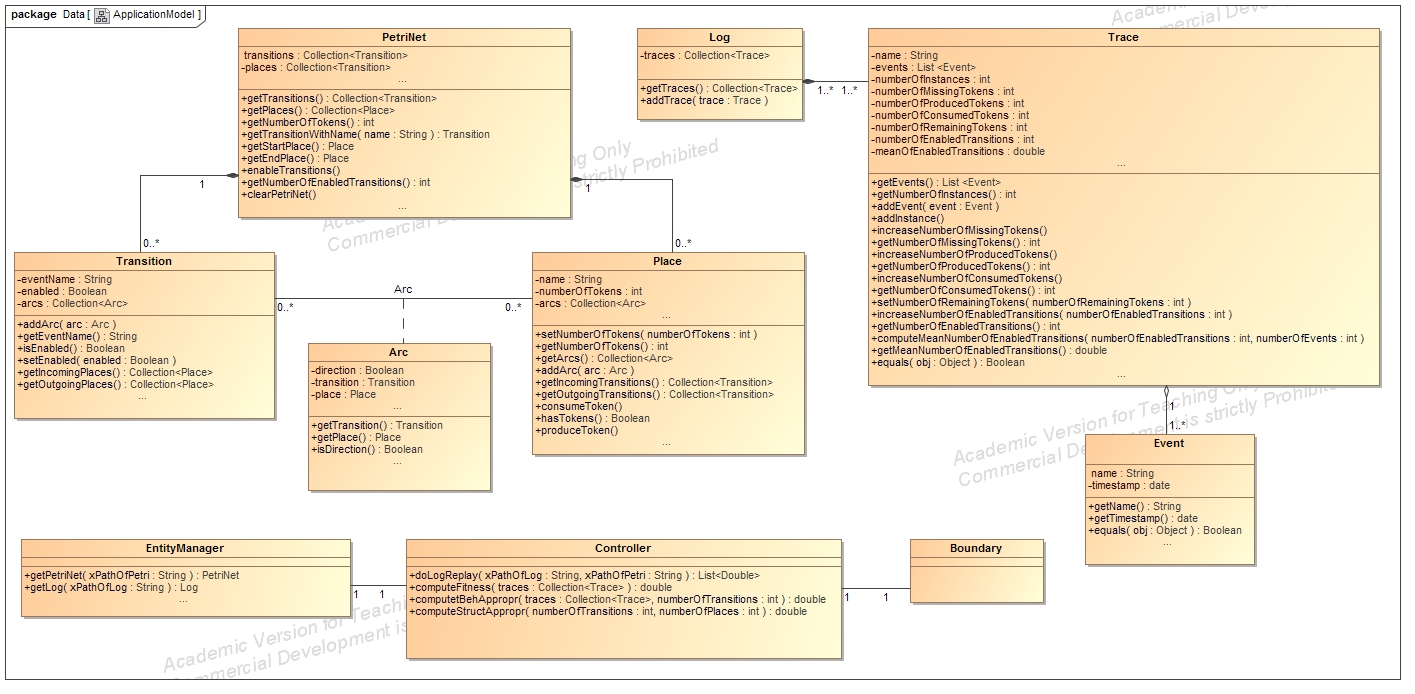 package Data [ ApplicationModel ]
PetriNet
transitions : Collection<Transition>
-places : Collection<Transition>
...
+getTransitions() : Collection<Transition>
+getPlaces() : Collection<Place>
+getNumberOfTokens() : int
+getTransitionWithName( name : String ) : Transition
+getStartPlace() : Place
+getEndPlace() : Place
+enableTransitions()
+getNumberOfEnabledTransitions() : int
+clearPetriNet()
...
Log
-traces : Collection<Trace>
+getTraces() : Collection<Trace>
+addTrace( trace : Trace )
1..* 1..*
Trace
-name : String
-events : List <Event>
-numberOfInstances : int
-numberOfMissingTokens : int
-numberOfProducedTokens : int
-numberOfConsumedTokens : int
-numberOfRemainingTokens : int
-numberOfEnabledTransitions : int
-meanOfEnabledTransitions : double
...
+getEvents() : List <Event>
+getNumberOfInstances() : int
+addEvent( event : Event )
+addInstance()
+increaseNumberOfMissingTokens()
+getNumberOfMissingTokens() : int
+increaseNumberOfProducedTokens()
+getNumberOfProducedTokens() : int
+increaseNumberOfConsumedTokens()
+getNumberOfConsumedTokens() : int
+setNumberOfRemainingTokens( numberOfRemainingTokens : int )
+increaseNumberOfEnabledTransitions( numberOfEnabledTransitions : int )
+getNumberOfEnabledTransitions() : int
+computeMeanNumberOfEnabledTransitions( numberOfEnabledTransitions : int, numberOfEvents : int )
+getMeanNumberOfEnabledTransitions() : double
+equals( obj : Object ) : Boolean
...
1
0..*
1
0..*
Transition
-eventName : String
-enabled : Boolean
-arcs : Collection<Arc>
+addArc( arc : Arc )
+getEventName() : String
+isEnabled() : Boolean
+setEnabled( enabled : Boolean )
+getIncomingPlaces() : Collection<Place>
+getOutgoingPlaces() : Collection<Place>
...
Arc
0..*
0..*
Arc
-direction : Boolean
-transition : Transition
-place : Place
...
+getTransition() : Transition
+getPlace() : Place
+isDirection() : Boolean
...
Place
-name : String
-numberOfTokens : int
-arcs : Collection<Arc>
...
+setNumberOfTokens( numberOfTokens : int )
+getNumberOfTokens() : int
+getArcs() : Collection<Arc>
+addArc( arc : Arc )
+getIncomingTransitions() : Collection<Transition>
+getOutgoingTransitions() : Collection<Transition>
+consumeToken()
+hasTokens() : Boolean
+produceToken()
...
1
1..*
Event
name : String
-timestamp : date
+getName() : String
+getTimestamp() : date
+equals( obj : Object ) : Boolean
...
EntityManager
+getPetriNet( xPathOfPetri : String ) : PetriNet
+getLog( xPathOfLog : String ) : Log
...
1 1
Controller
+doLogReplay( xPathOfLog : String, xPathOfPetri : String ) : List<Double>
+computeFitness( traces : Collection<Trace> ) : double
+computetBehAppropr( traces : Collection<Trace>, numberOfTransitions : int ) : double
+computeStructAppropr( numberOfTransitions : int, numberOfPlaces : int ) : double
1 1
Boundary